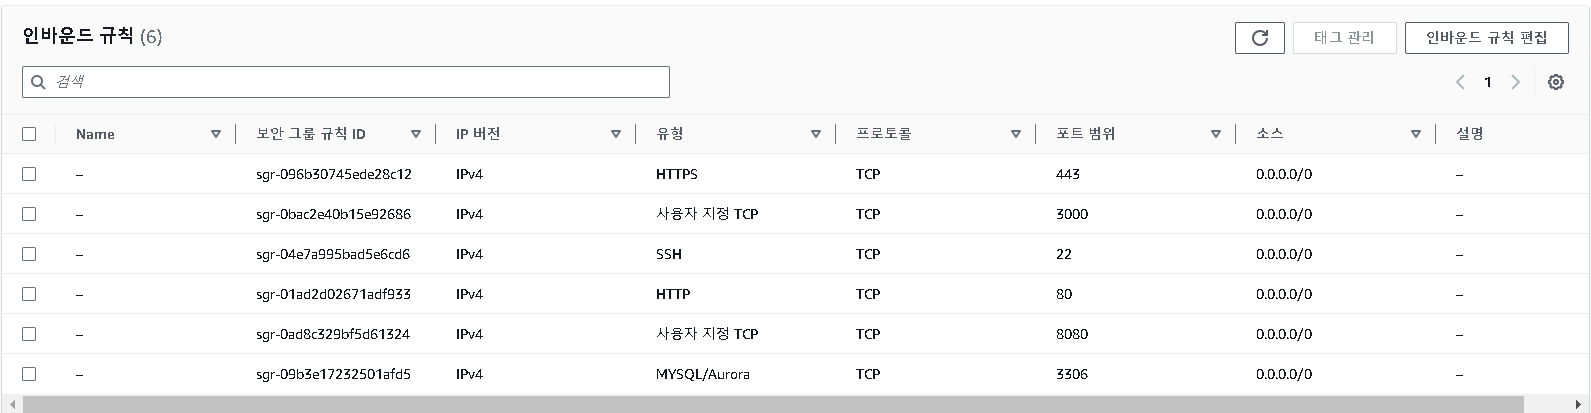 인바운드 규칙 (6)
태그 관리
인바운드 규칙 편집
검색
1
Name 보안 그룹 규칙 ID IP 버전 유형 프로토콜 포트 범위 소스 설명
– sgr-096b30745ede28c12 IPv4 HTTPS TCP 443 0.0.0.0/0 –
– sgr-0bac2e40b15e92686 IPv4 사용자 지정 TCP TCP 3000 0.0.0.0/0 –
– sgr-04e7a995bad5e6cd6 IPv4 SSH TCP 22 0.0.0.0/0 –
– sgr-01ad2d02671adf933 IPv4 HTTP TCP 80 0.0.0.0/0 –
– sgr-0ad8c329bf5d61324 IPv4 사용자 지정 TCP TCP 8080 0.0.0.0/0 –
– sgr-09b3e17232501afd5 IPv4 MYSQL/Aurora TCP 3306 0.0.0.0/0 –